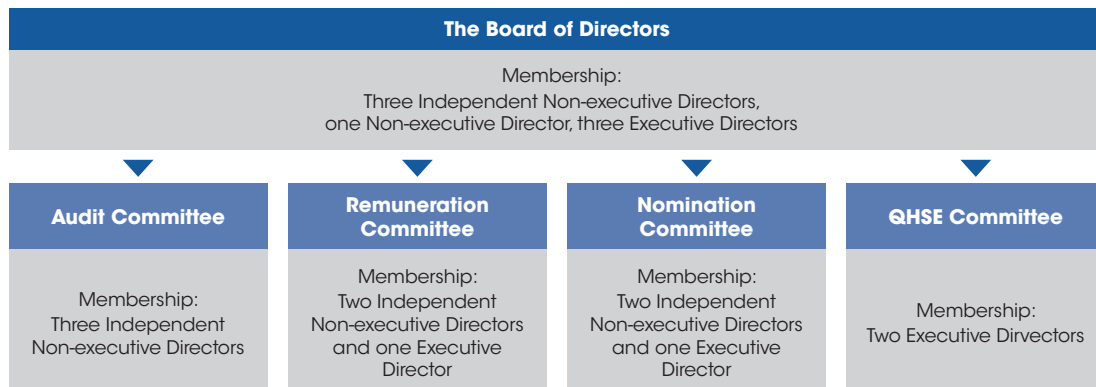 The Board of Directors
Membership:
Three Independent Non-executive Directors,
one Non-executive Director, three Executive Directors
Audit Committee
Membership:
Three Independent
Non-executive Directors
Remuneration
Committee
Membership:
Two Independent
Non-executive Directors
and one Executive
Director
Nomination
Committee
Membership:
Two Independent
Non-executive Directors
and one Executive
Director
QHSE Committee
Membership:
Two Executive Dirvectors